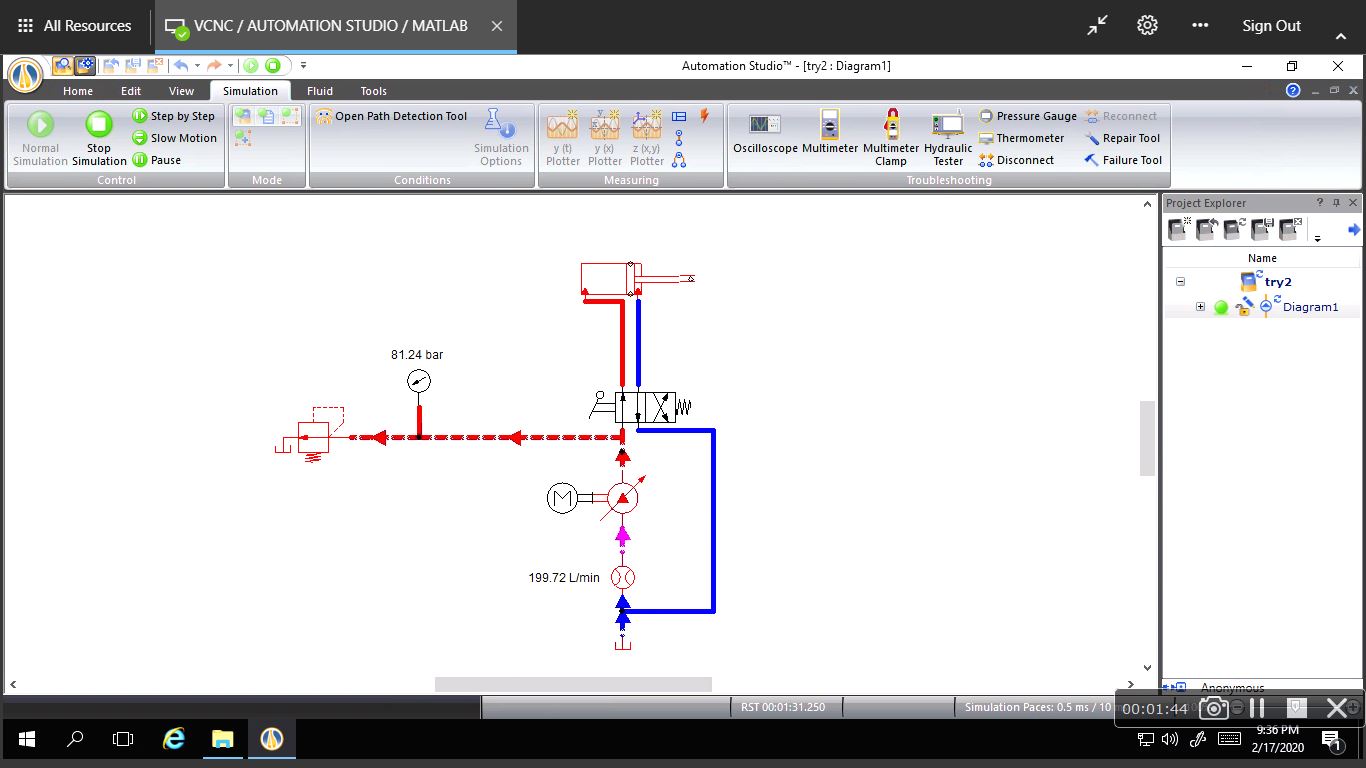 All Resources
VCNC / AUTOMATION STUDIO / MATLAB
Sign Out
Automation Studio™ - [try2 : Diagram1]
Home Edit View Simulation Fluid Tools
Normal Simulation
Stop Simulation
Step by Step
Slow Motion
Pause
Control
Mode
Open Path Detection Tool
Simulation Options
Conditions
y (t) Plotter
y (x) Plotter
z (x,y) Plotter
Measuring
Oscilloscope
Multimeter
Multimeter Clamp
Hydraulic Tester
Pressure Gauge
Thermometer
Disconnect
Reconnect
Repair Tool
Failure Tool
Troubleshooting
Project Explorer
Name
try2
Diagram1
81.24 bar
M
199.72 L/min
Anonymous
RST 00:01:31.250
Simulation Paces: 0.5 ms / 10 m
00:01:44
9:36 PM
2/17/2020
1